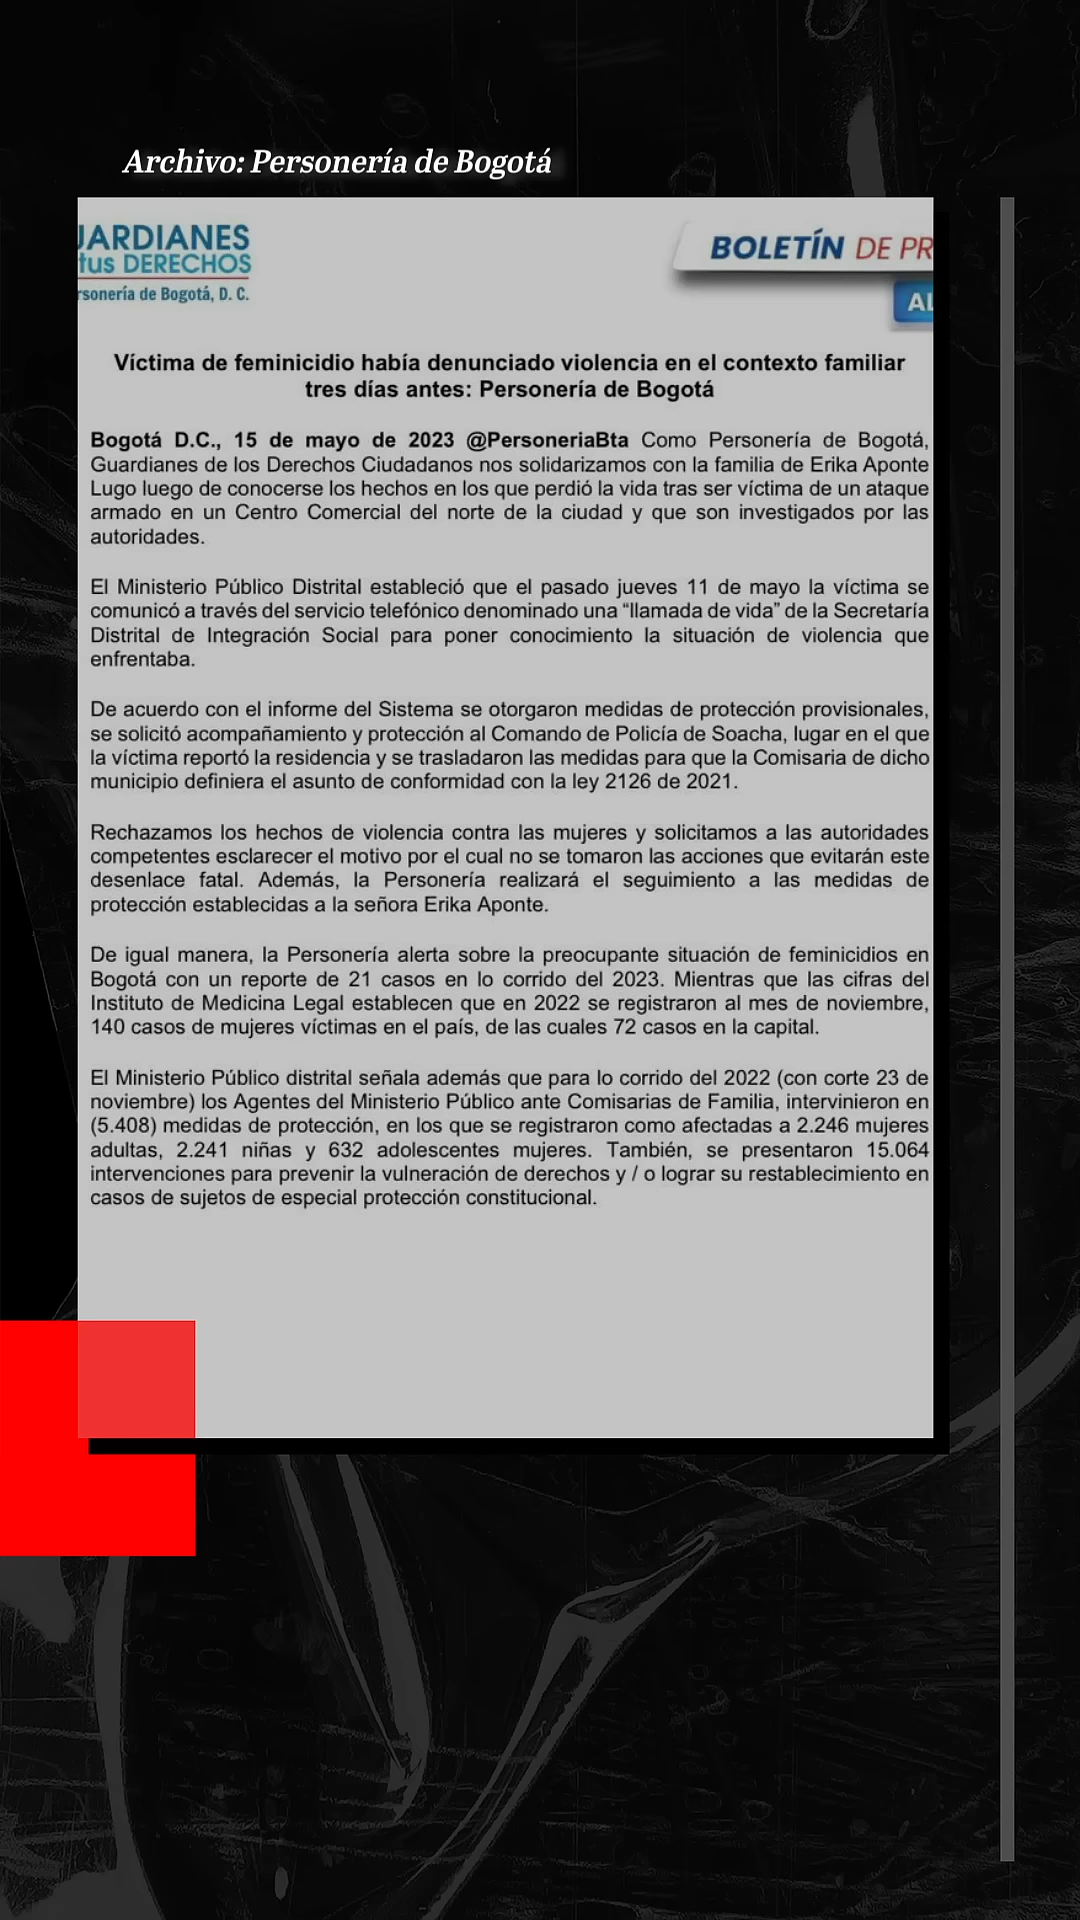 Archivo: Personería de Bogotá
UARDIANES
tus DERECHOS
rsonería de Bogotá, D. C.
BOLETÍN DE PR
AL
Víctima de feminicidio había denunciado violencia en el contexto familiar
tres días antes: Personería de Bogotá
Bogotá D.C., 15 de mayo de 2023 @PersoneriaBta Como Personería de Bogotá,
Guardianes de los Derechos Ciudadanos nos solidarizamos con la familia de Erika Aponte
Lugo luego de conocerse los hechos en los que perdió la vida tras ser víctima de un ataque
armado en un Centro Comercial del norte de la ciudad y que son investigados por las
autoridades.
El Ministerio Público Distrital estableció que el pasado jueves 11 de mayo la víctima se
comunicó a través del servicio telefónico denominado una “llamada de vida” de la Secretaría
Distrital de Integración Social para poner conocimiento la situación de violencia que
enfrentaba.
De acuerdo con el informe del Sistema se otorgaron medidas de protección provisionales,
se solicitó acompañamiento y protección al Comando de Policía de Soacha, lugar en el que
la víctima reportó la residencia y se trasladaron las medidas para que la Comisaria de dicho
municipio definiera el asunto de conformidad con la ley 2126 de 2021.
Rechazamos los hechos de violencia contra las mujeres y solicitamos a las autoridades
competentes esclarecer el motivo por el cual no se tomaron las acciones que evitarán este
desenlace fatal. Además, la Personería realizará el seguimiento a las medidas de
protección establecidas a la señora Erika Aponte.
De igual manera, la Personería alerta sobre la preocupante situación de feminicidios en
Bogotá con un reporte de 21 casos en lo corrido del 2023. Mientras que las cifras del
Instituto de Medicina Legal establecen que en 2022 se registraron al mes de noviembre,
140 casos de mujeres víctimas en el país, de las cuales 72 casos en la capital.
El Ministerio Público distrital señala además que para lo corrido del 2022 (con corte 23 de
noviembre) los Agentes del Ministerio Público ante Comisarias de Familia, intervinieron en
(5.408) medidas de protección, en los que se registraron como afectadas a 2.246 mujeres
adultas, 2.241 niñas y 632 adolescentes mujeres. También, se presentaron 15.064
intervenciones para prevenir la vulneración de derechos y / o lograr su restablecimiento en
casos de sujetos de especial protección constitucional.